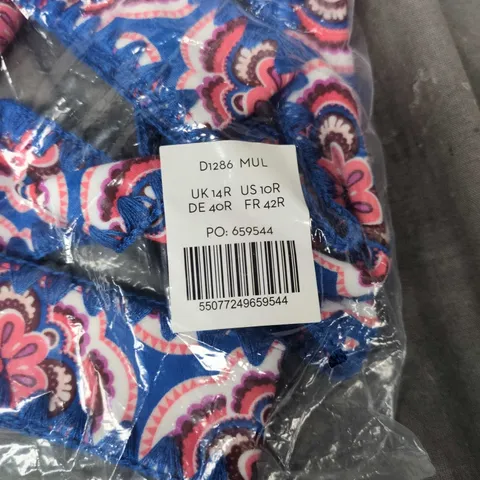 D1286 MUL
UK 14R US 10R
DE 40R FR 42R
PO: 659544
55077249659544